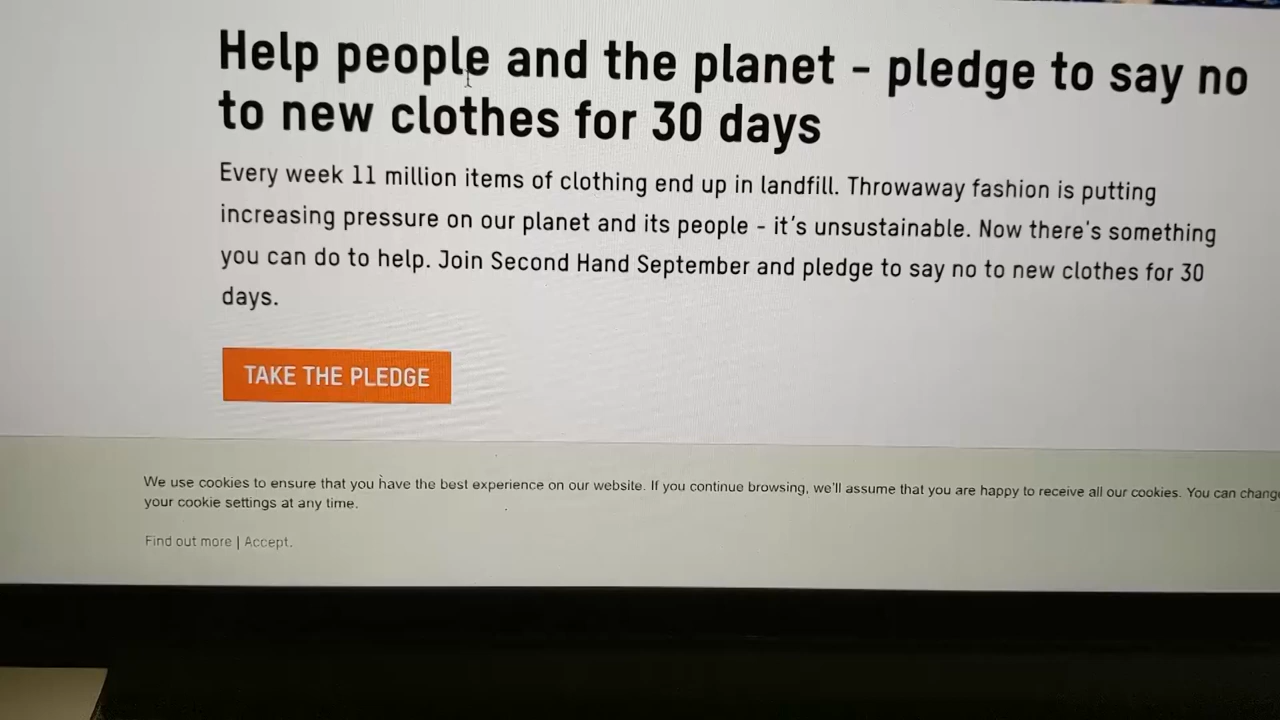 Help people and the planet - pledge to say no
to new clothes for 30 days
Every week 11 million items of clothing end up in landfill. Throwaway fashion is putting
increasing pressure on our planet and its people - it's unsustainable. Now there's something
you can do to help. Join Second Hand September and pledge to say no to new clothes for 30
days.
TAKE THE PLEDGE
We use cookies to ensure that you have the best experience on our website. If you continue browsing, we'll assume that you are happy to receive all our cookies. You can change
your cookie settings at any time.
Find out more | Accept.